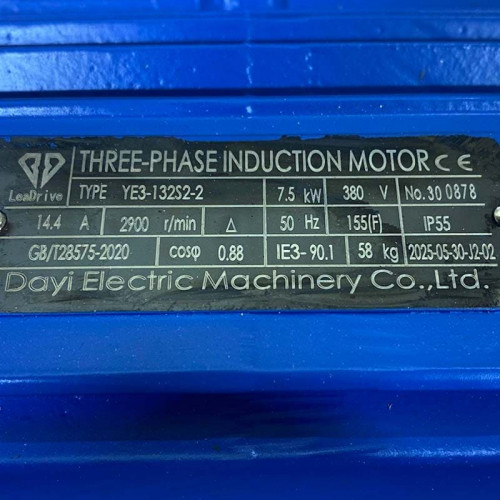 THREE-PHASE INDUCTION MOTOR CE
LeaDrive
TYPE YE3-132S2-2 7.5 kW 380 V No.300878
14.4 A 2900 r/min △ 50 Hz 155(F) IP55
GB/T28575-2020 cosφ 0.88 IE3-90.1 58 kg 2025-05-30-J2-02
Dayi Electric Machinery Co.,Ltd.